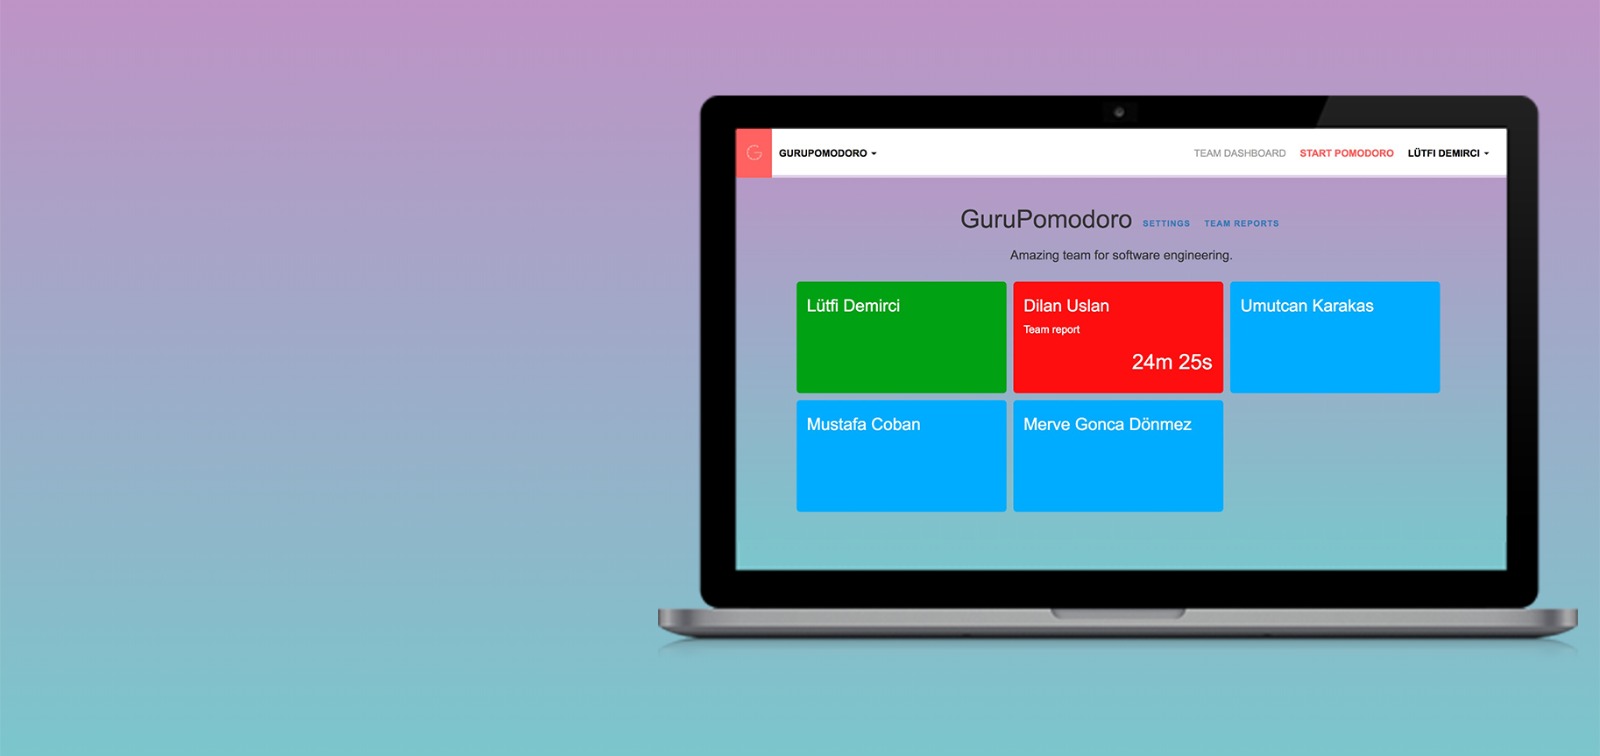 G GURUPOMODORO TEAM DASHBOARD START POMODORO LÜTFI DEMIRCI
GuruPomodoro SETTINGS TEAM REPORTS
Amazing team for software engineering.
Lütfi Demirci
Dilan Uslan
Team report
24m 25s
Umutcan Karakas
Mustafa Coban
Merve Gonca Dönmez